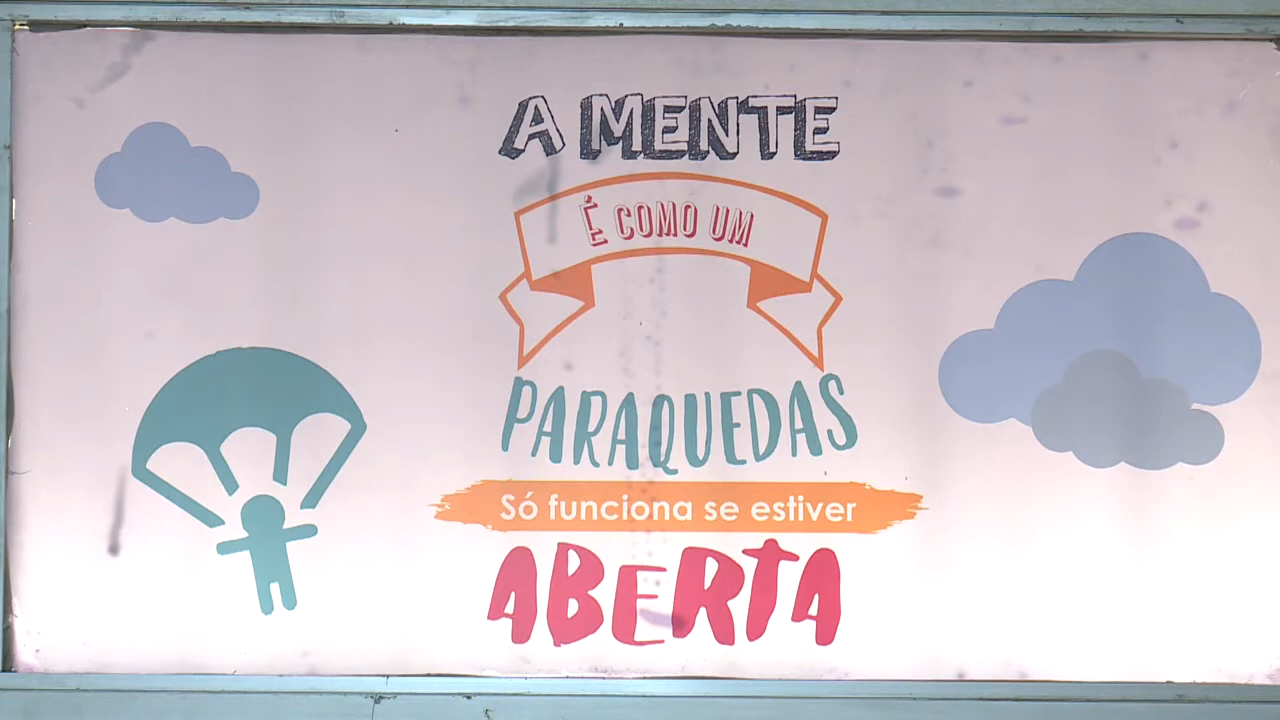 A MENTE
É COMO UM
PARAQUEDAS
Só funciona se estiver
ABERTA